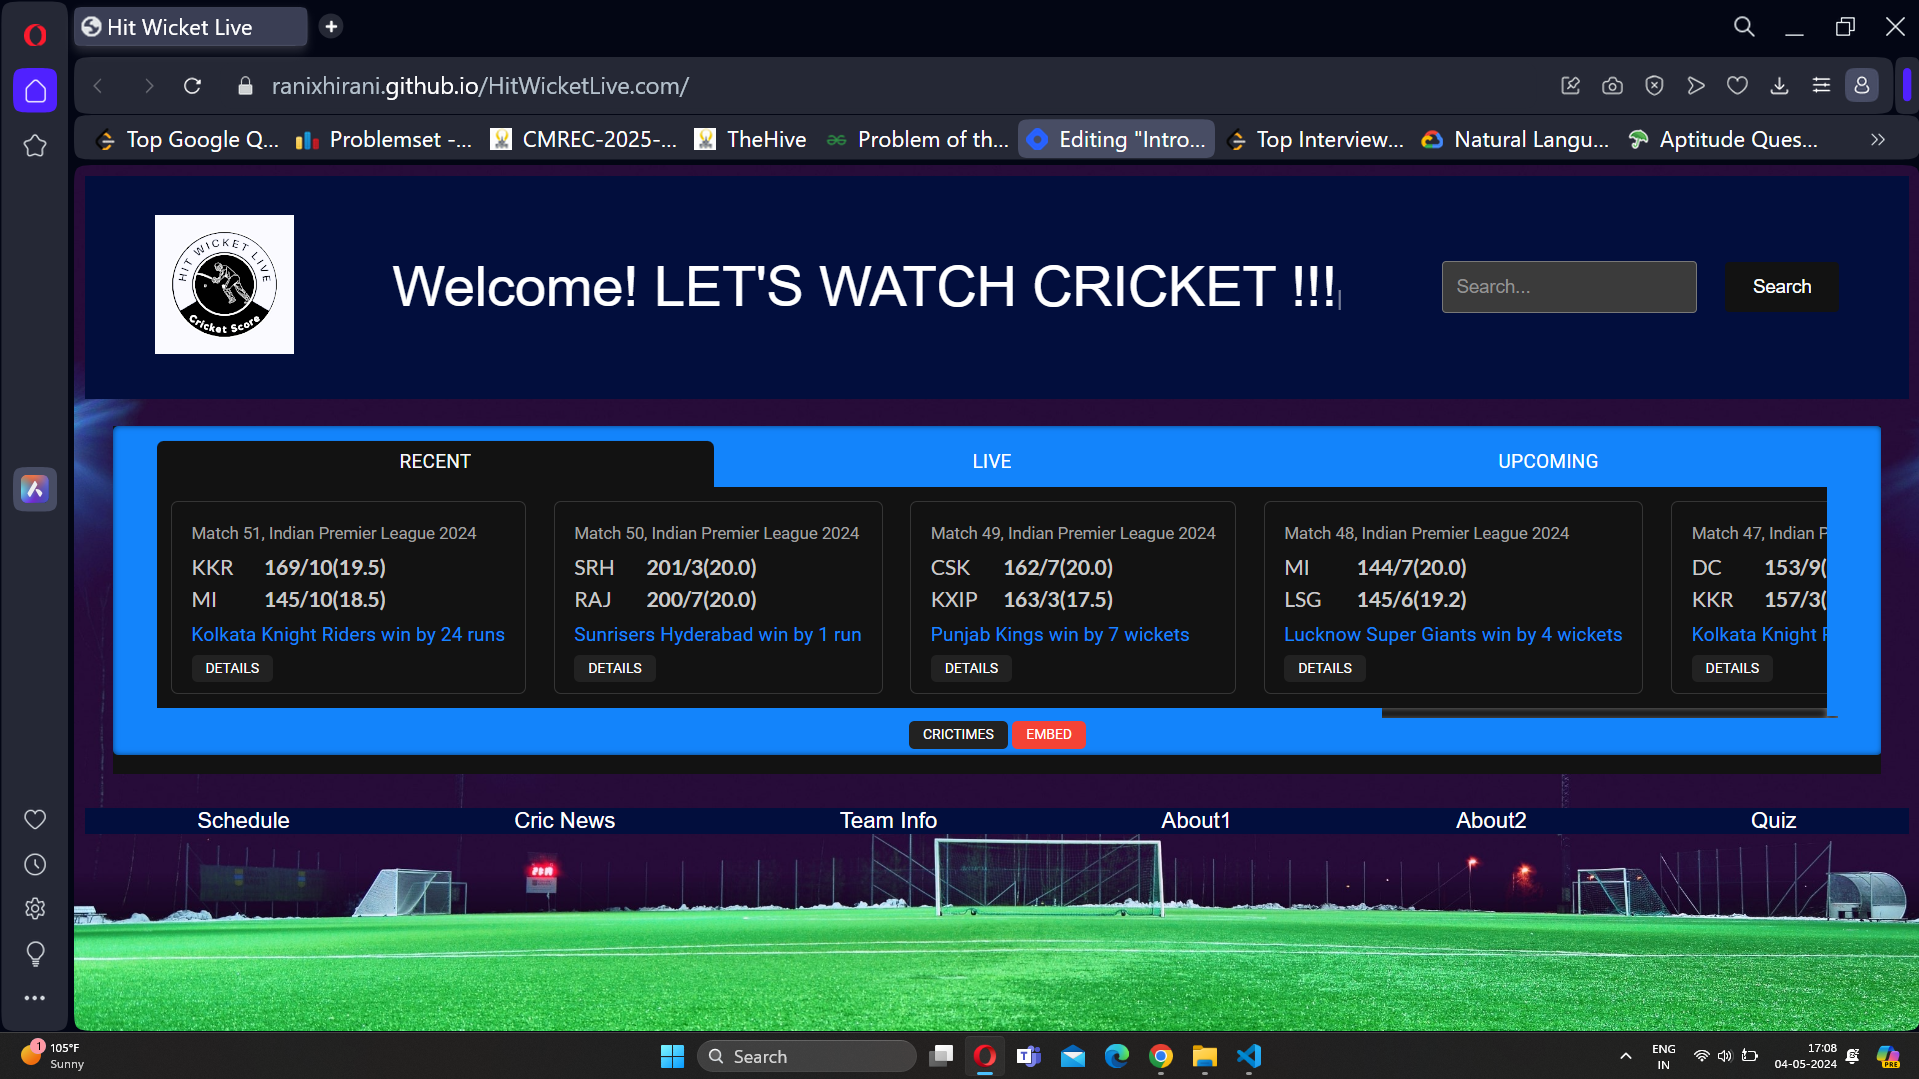 Hit Wicket Live
ranixhirani.github.io/HitWicketLive.com/
Top Google Q... Problemset -... CMREC-2025-... TheHive Problem of th... Editing "Intro... Top Interview... Natural Langu... Aptitude Ques...
HIT WICKET LIVE
Cricket Score
Welcome! LET'S WATCH CRICKET !!!
Search...
Search
RECENT LIVE UPCOMING
Match 51, Indian Premier League 2024
KKR 169/10(19.5)
MI 145/10(18.5)
Kolkata Knight Riders win by 24 runs
DETAILS
Match 50, Indian Premier League 2024
SRH 201/3(20.0)
RAJ 200/7(20.0)
Sunrisers Hyderabad win by 1 run
DETAILS
Match 49, Indian Premier League 2024
CSK 162/7(20.0)
KXIP 163/3(17.5)
Punjab Kings win by 7 wickets
DETAILS
Match 48, Indian Premier League 2024
MI 144/7(20.0)
LSG 145/6(19.2)
Lucknow Super Giants win by 4 wickets
DETAILS
Match 47, Indian P
DC 153/9(
KKR 157/3(
Kolkata Knight
DETAILS
CRICTIMES EMBED
Schedule Cric News Team Info About1 About2 Quiz
1
105°F
Sunny
Search
ENG
IN
17:08
04-05-2024
PRE